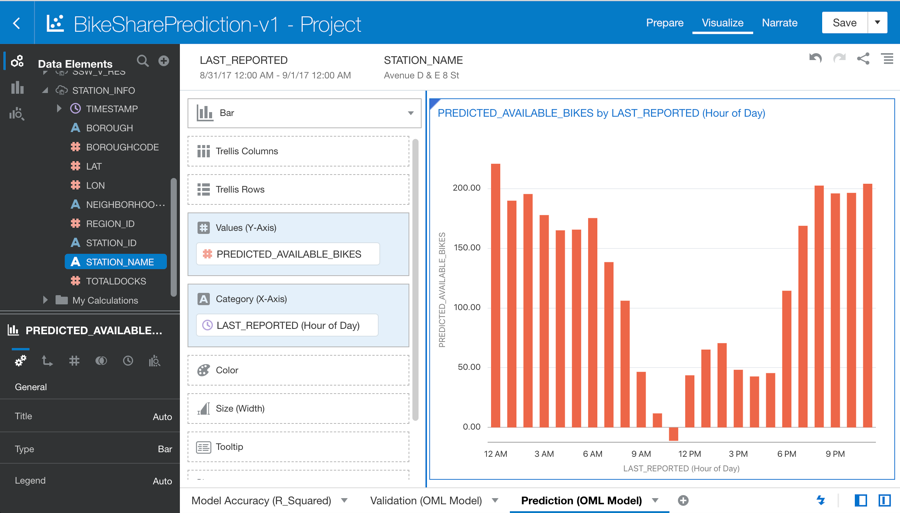 BikeSharePrediction-v1 - Project
Prepare
Visualize
Narrate
Save
Data Elements
SSW_V_RES
STATION_INFO
TIMESTAMP
BOROUGH
BOROUGHCODE
LAT
LON
NEIGHBORHOO···
REGION_ID
STATION_ID
STATION_NAME
TOTALDOCKS
My Calculations
PREDICTED_AVAILABLE...
General
Title Auto
Type Bar
Legend Auto
LAST_REPORTED
8/31/17 12:00 AM - 9/1/17 12:00 AM
STATION_NAME
Avenue D & E 8 St
Bar
Trellis Columns
Trellis Rows
Values (Y-Axis)
PREDICTED_AVAILABLE_BIKES
Category (X-Axis)
LAST_REPORTED (Hour of Day)
Color
Size (Width)
Tooltip
PREDICTED_AVAILABLE_BIKES by LAST_REPORTED (Hour of Day)
PREDICTED_AVAILABLE_BIKES
200.00
150.00
100.00
50.00
0.00
12 AM 3 AM 6 AM 9 AM 12 PM 3 PM 6 PM 9 PM
LAST_REPORTED (Hour of Day)
Model Accuracy (R_Squared)
Validation (OML Model)
Prediction (OML Model)